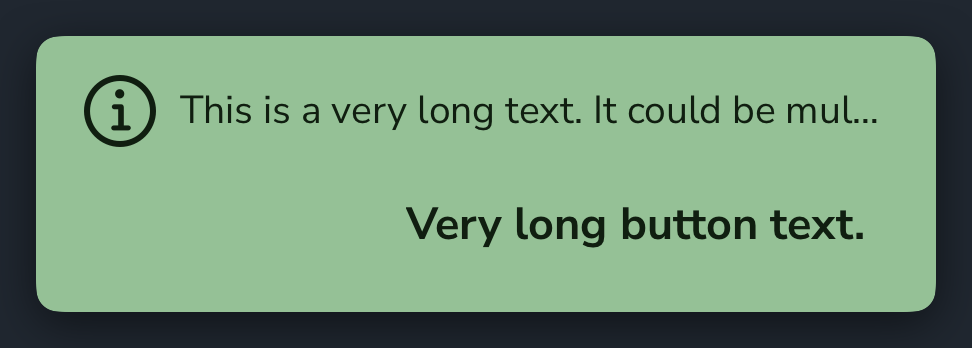 This is a very long text. It could be mul...
Very long button text.